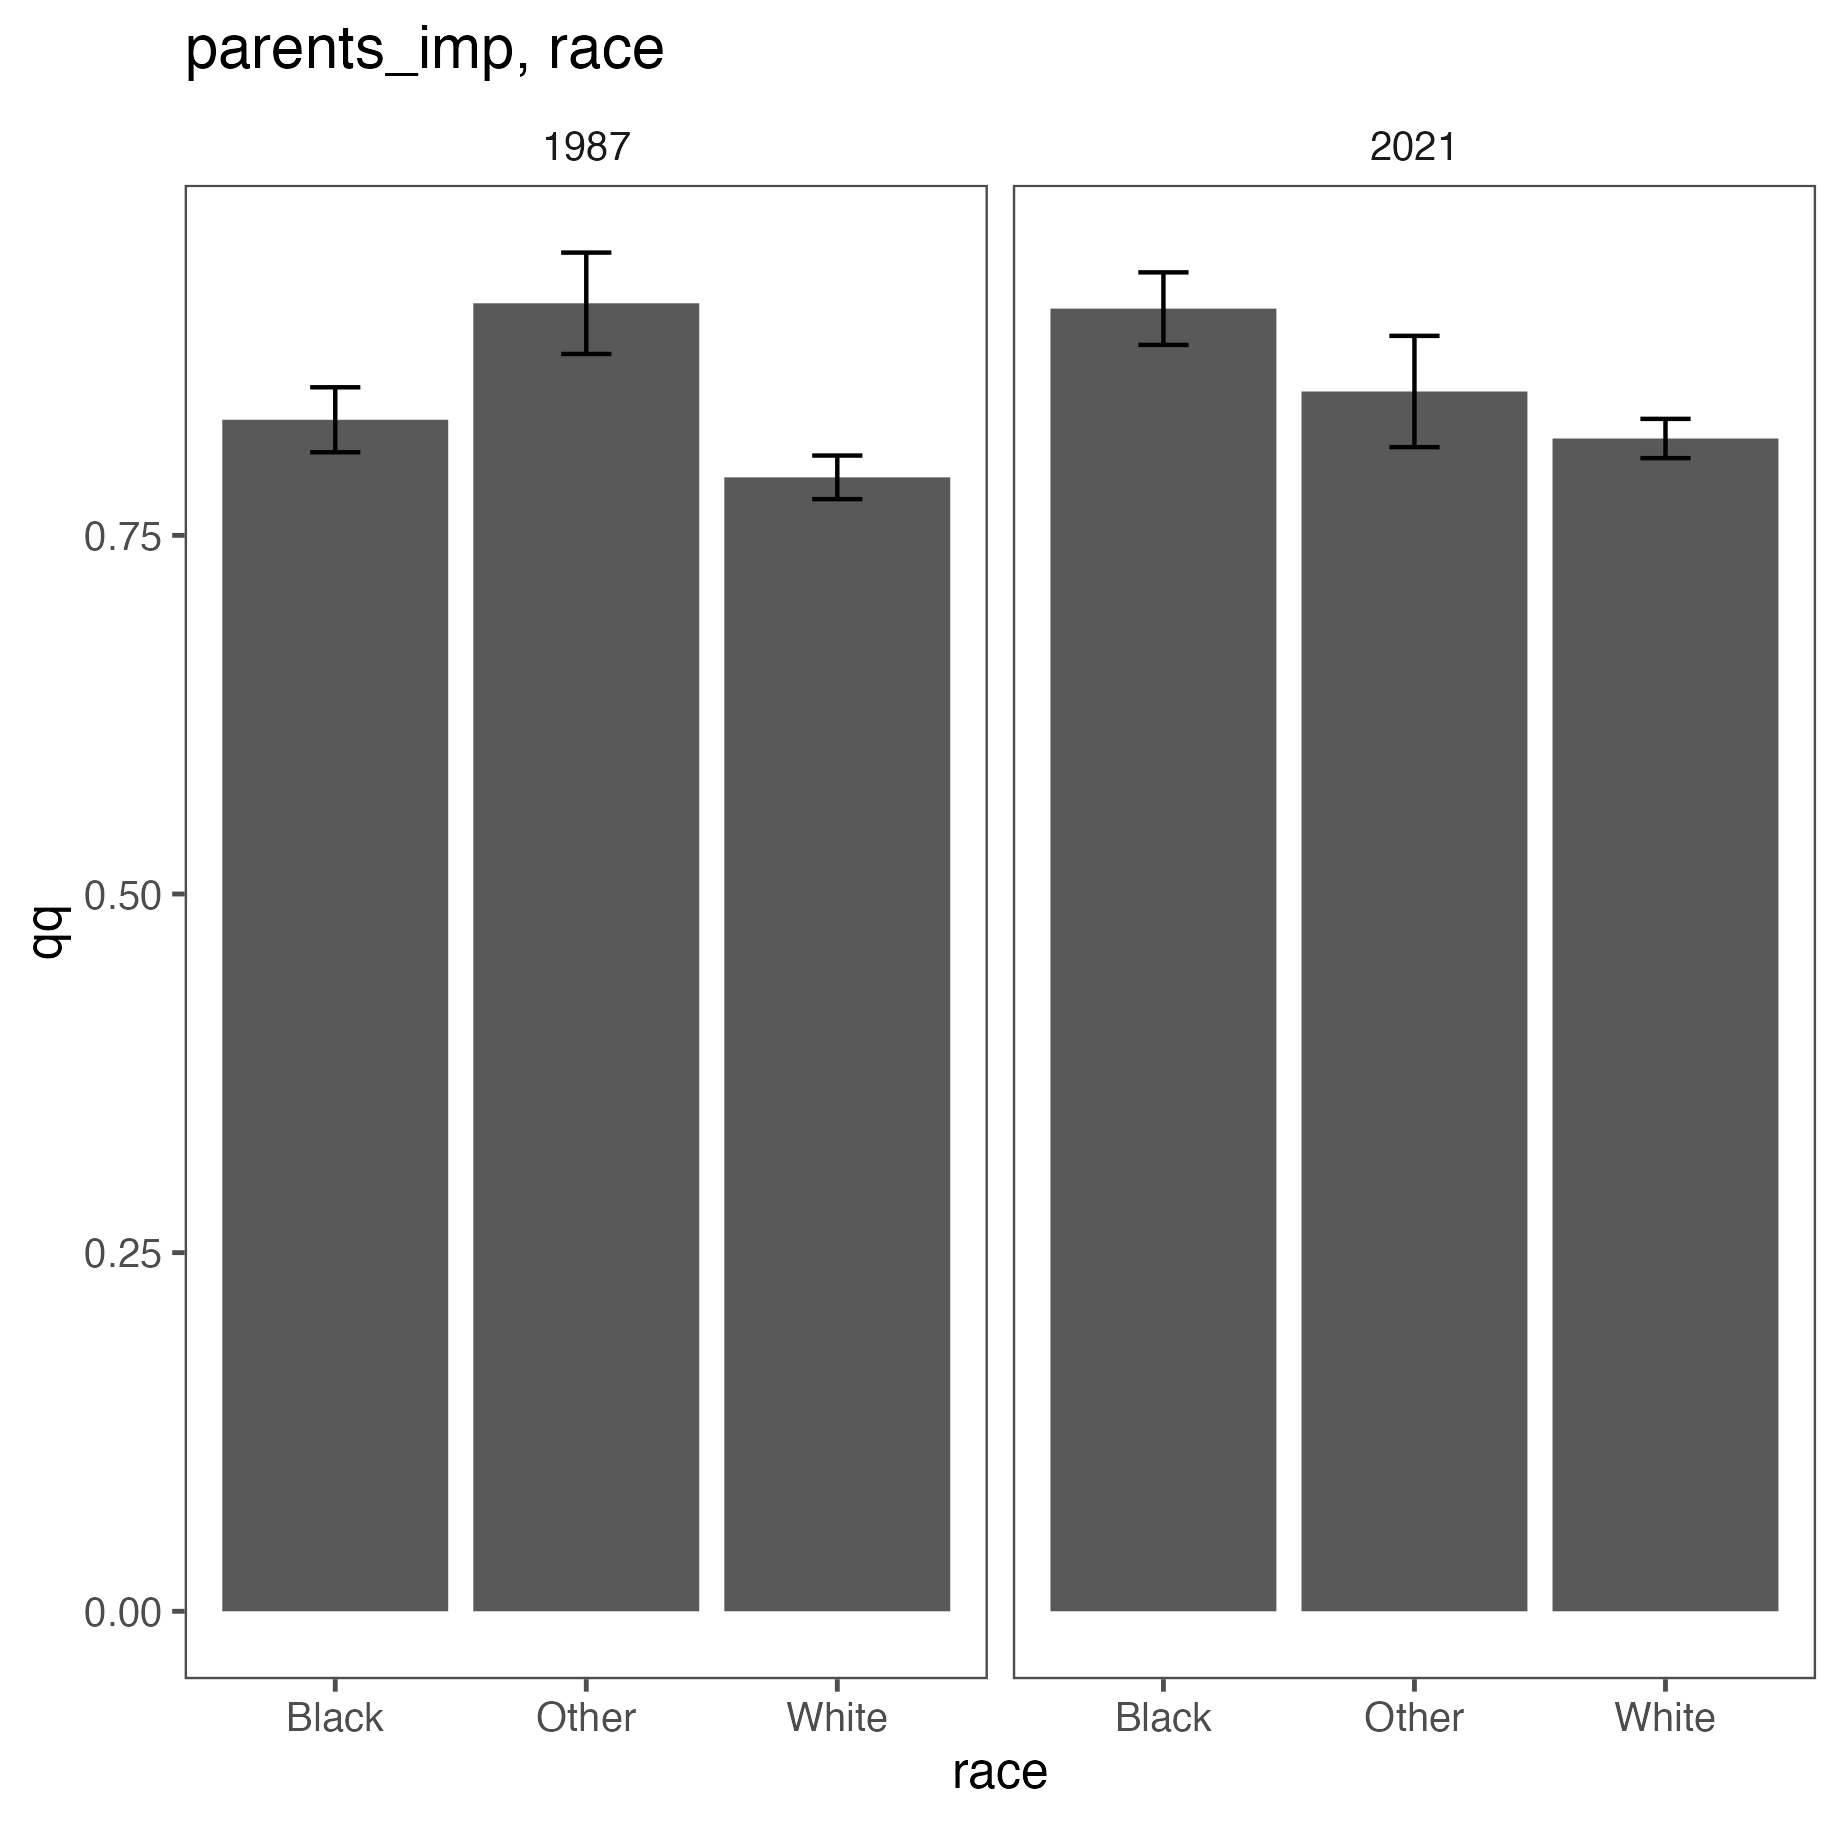 parents_imp, race
1987
2021
qq
0.75
0.50
0.25
0.00
Black Other White
Black Other White
race